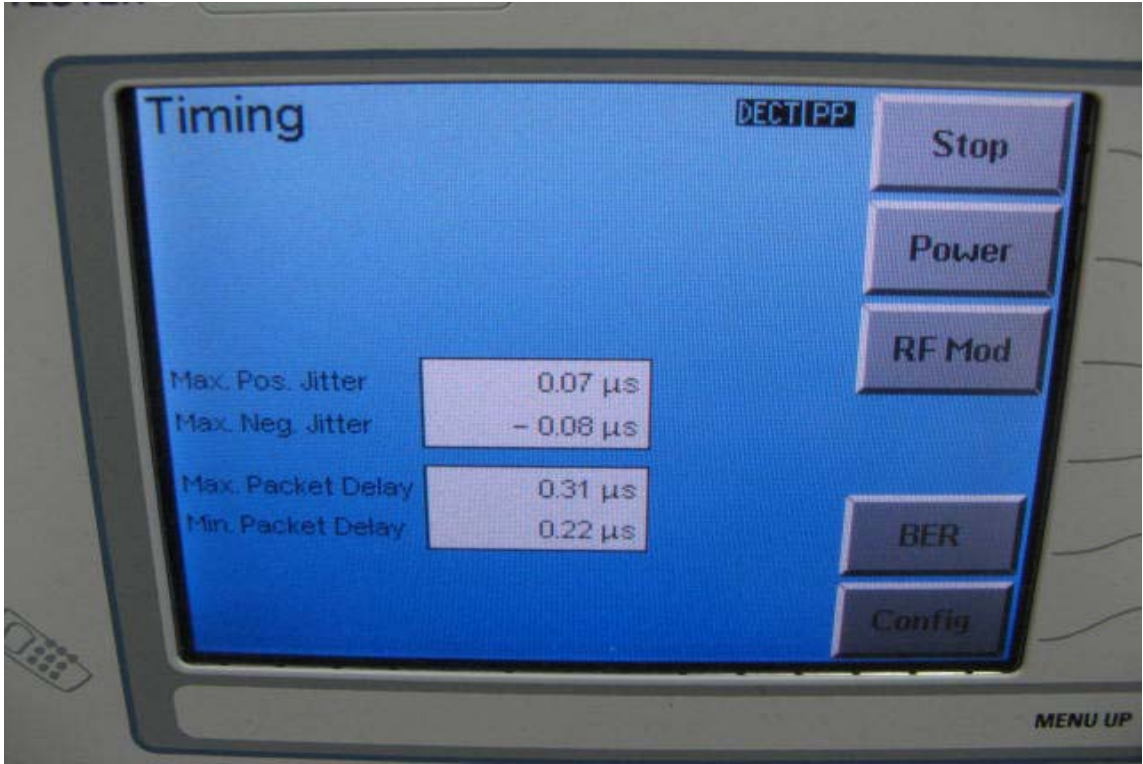 Timing
DECT PP
Stop
Power
RF Mod
Max. Pos. Jitter 0.07 µs
Max. Neg. Jitter - 0.08 µs
Max. Packet Delay 0.31 µs
Min. Packet Delay 0.22 µs
BER
Config
MENU UP